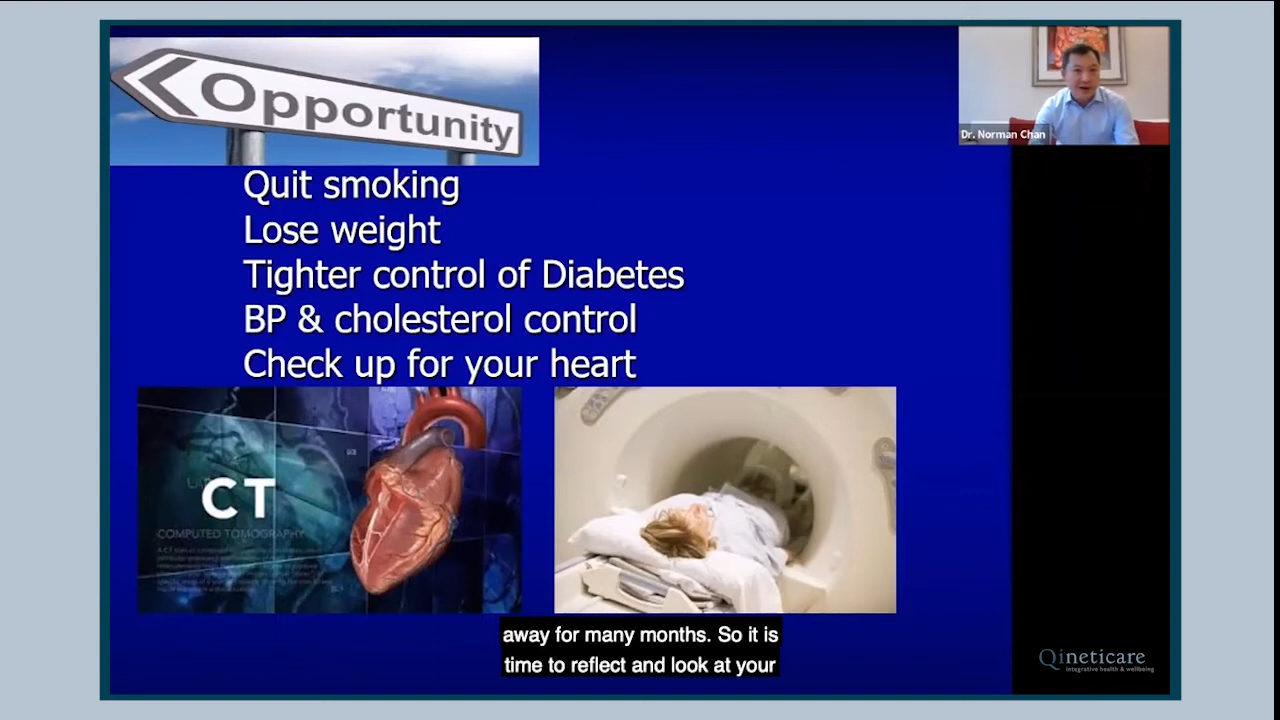 Opportunity
Dr. Norman Chan
Quit smoking
Lose weight
Tighter control of Diabetes
BP & cholesterol control
Check up for your heart
CT
COMPUTED TOMOGRAPHY
away for many months. So it is
time to reflect and look at your
Qineticare
integrative health & wellbeing